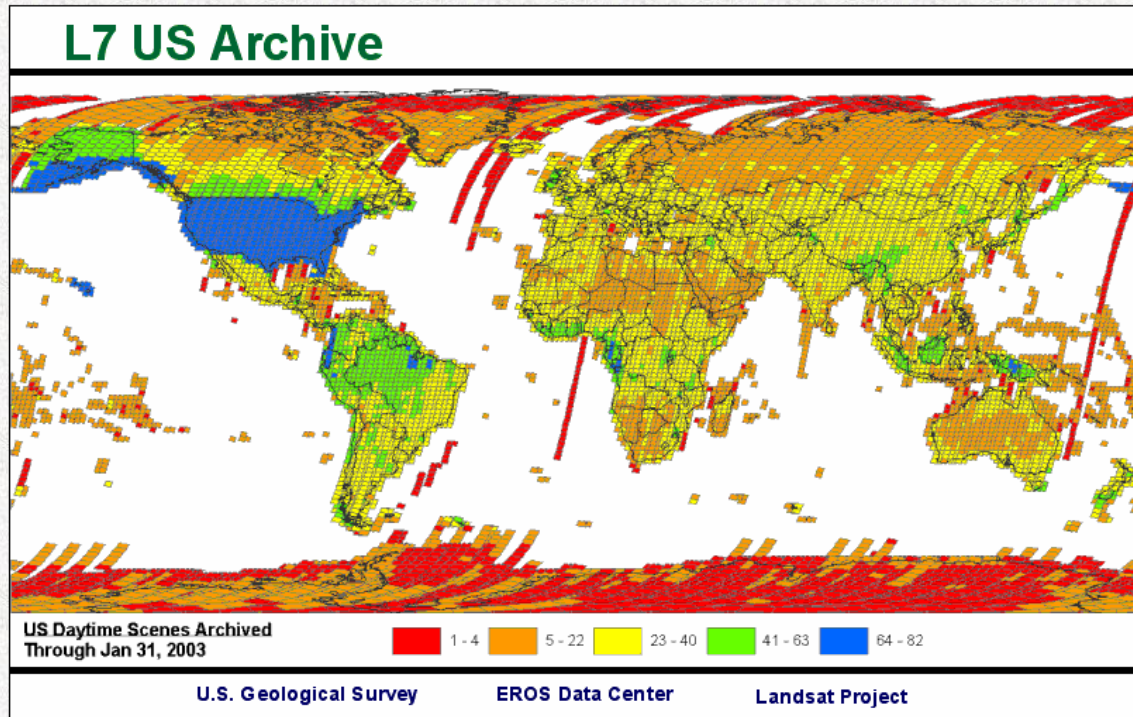 L7 US Archive
US Daytime Scenes Archived
Through Jan 31, 2003
1 - 4
5 - 22
23 - 40
41 - 63
64 - 82
U.S. Geological Survey
EROS Data Center
Landsat Project